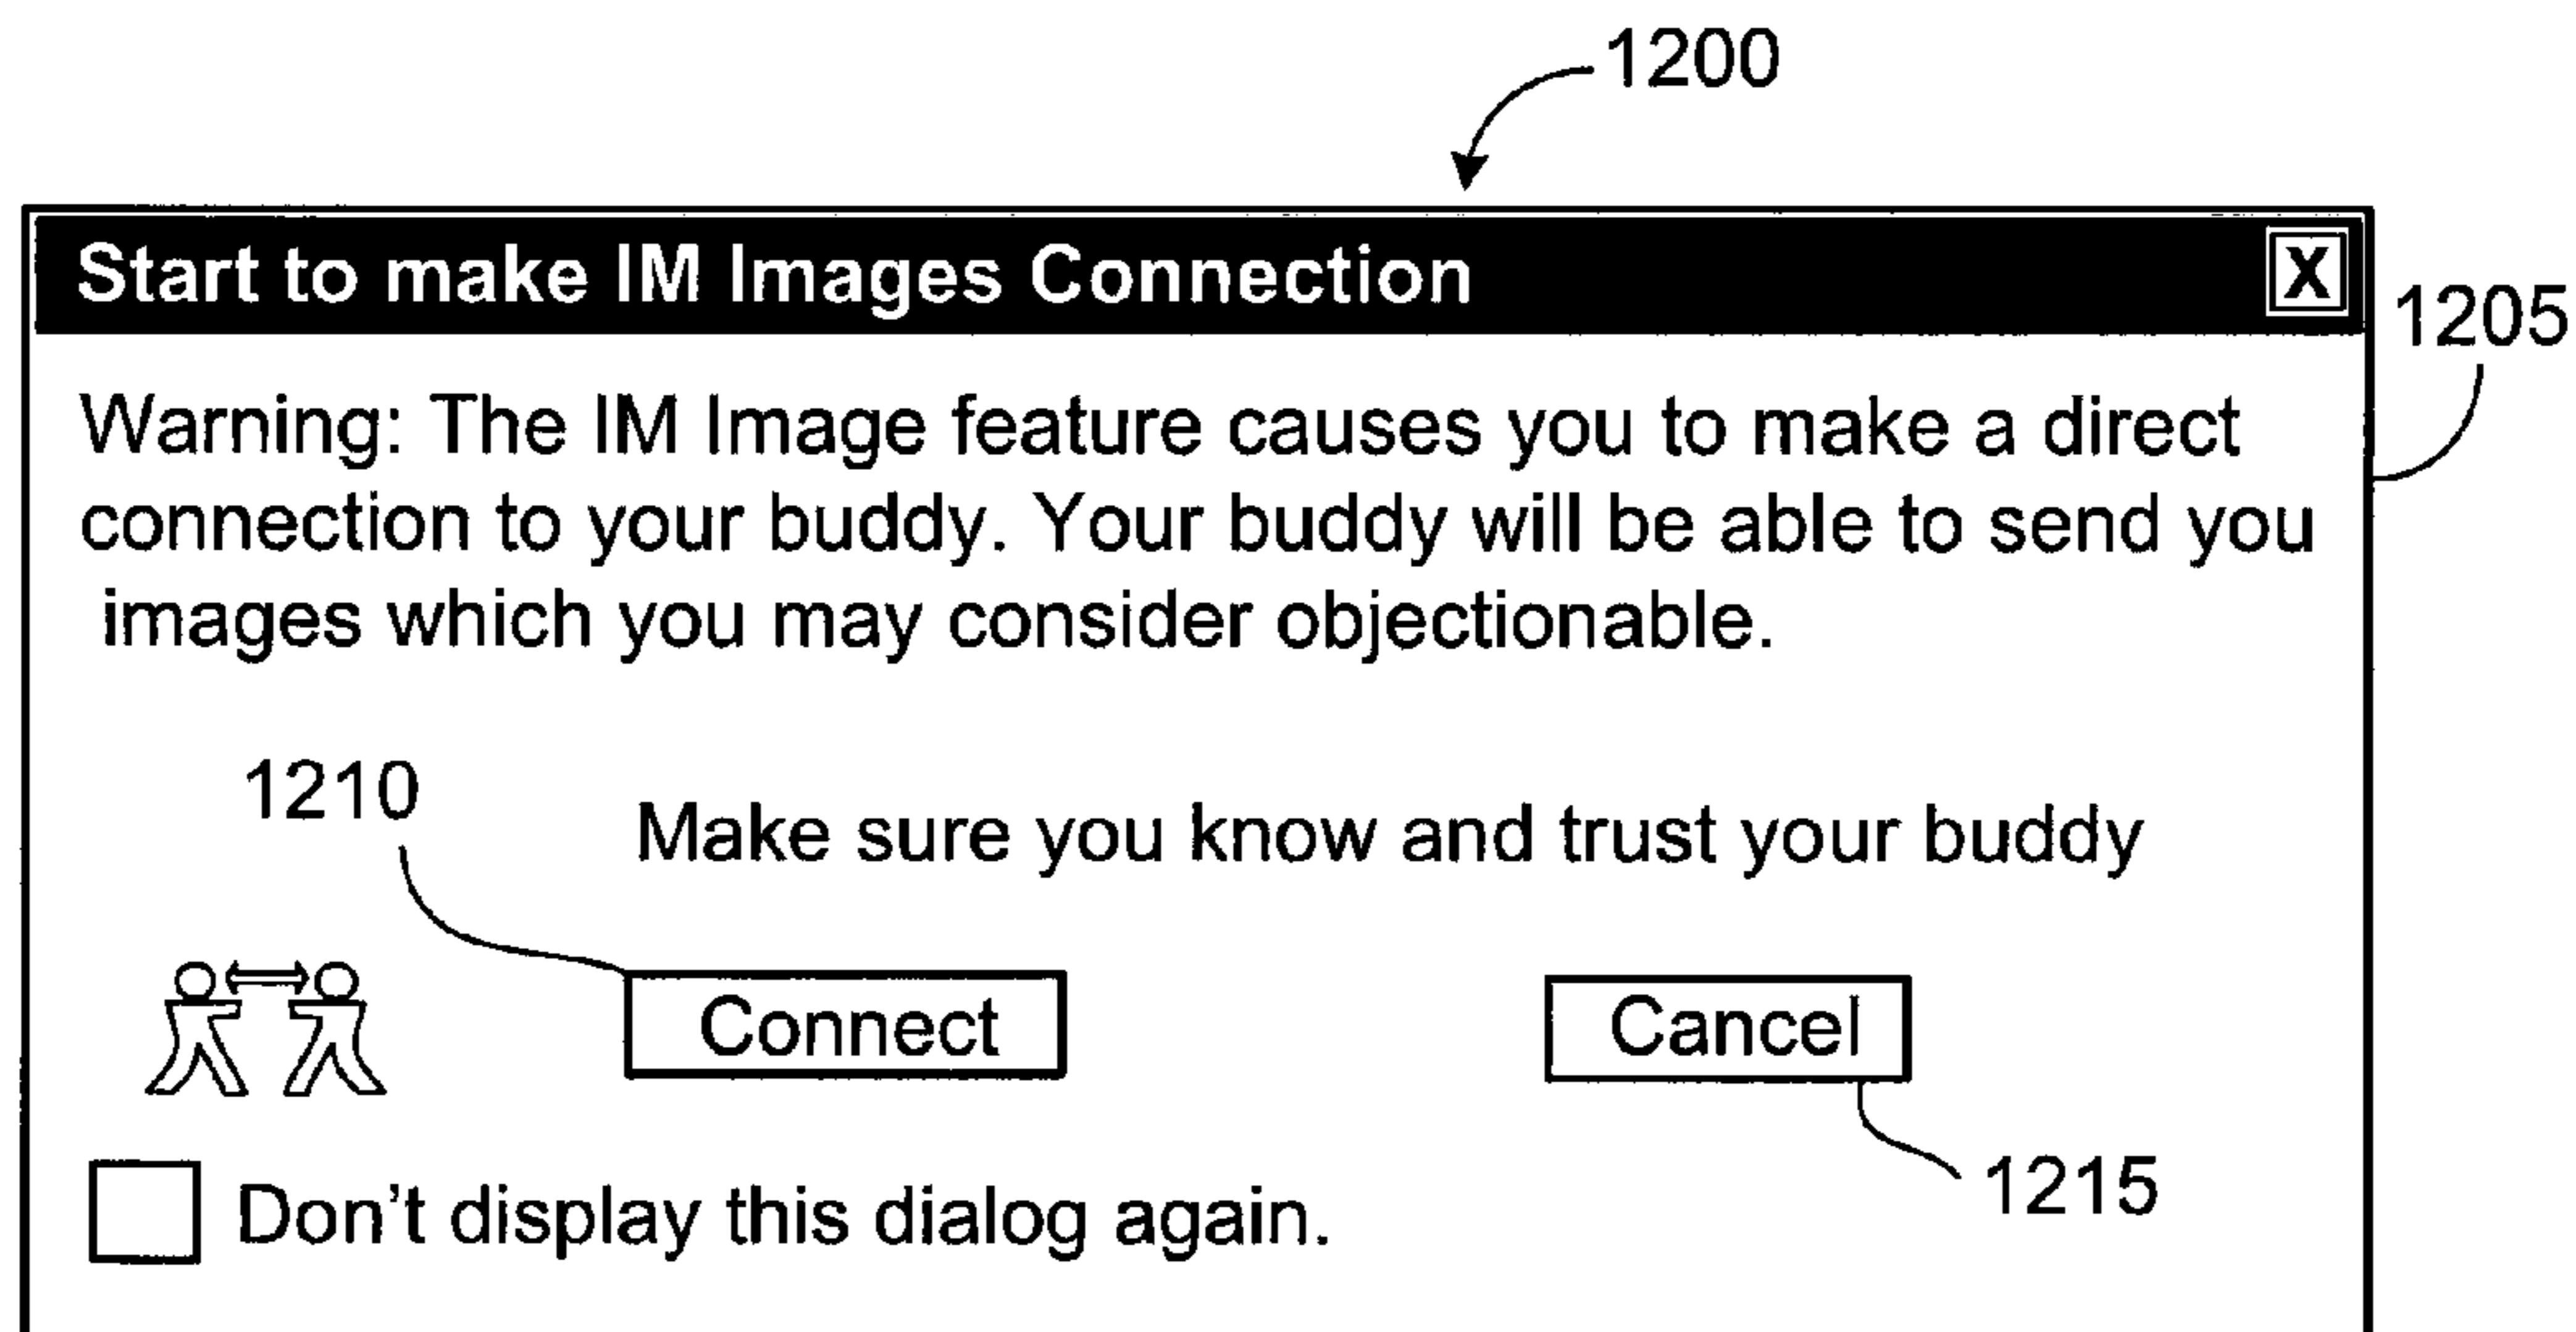 1200
Start to make IM Images Connection X
1205
Warning: The IM Image feature causes you to make a direct
connection to your buddy. Your buddy will be able to send you
images which you may consider objectionable.
1210
Make sure you know and trust your buddy
Connect Cancel
1215
Don't display this dialog again.